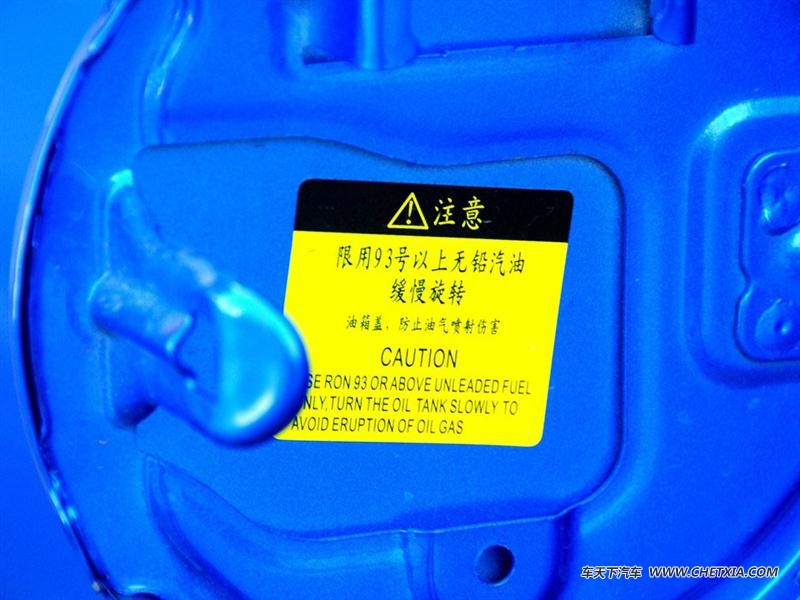 注意
限用93号以上无铅汽油
缓慢旋转
油箱盖，防止油气喷射伤害
CAUTION
SE RON 93 OR ABOVE UNLEADED FUEL
NLY,TURN THE OIL TANK SLOWLY TO
AVOID ERUPTION OF OIL GAS
车天下汽车 WWW.CHETXIA.COM